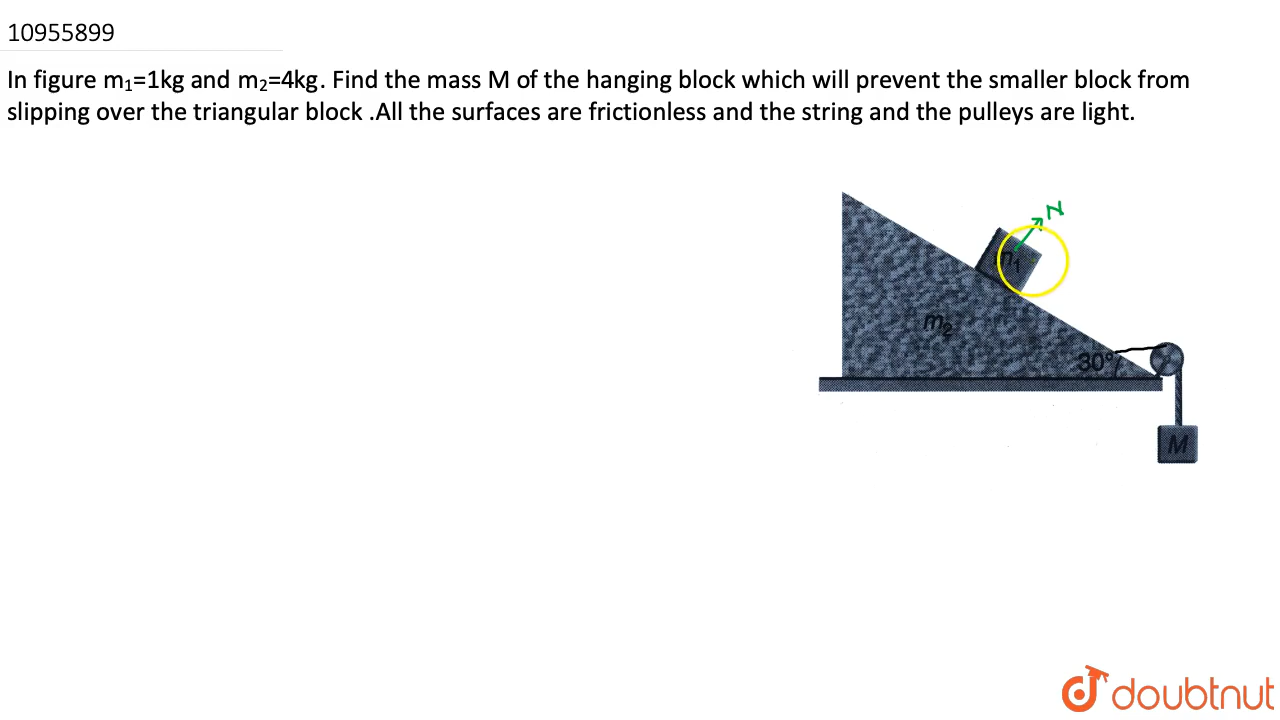 10955899
In figure m₁=1kg and m₂=4kg. Find the mass M of the hanging block which will prevent the smaller block from
slipping over the triangular block .All the surfaces are frictionless and the string and the pulleys are light.
N
m₁
m₂
30°
M
doubtnut